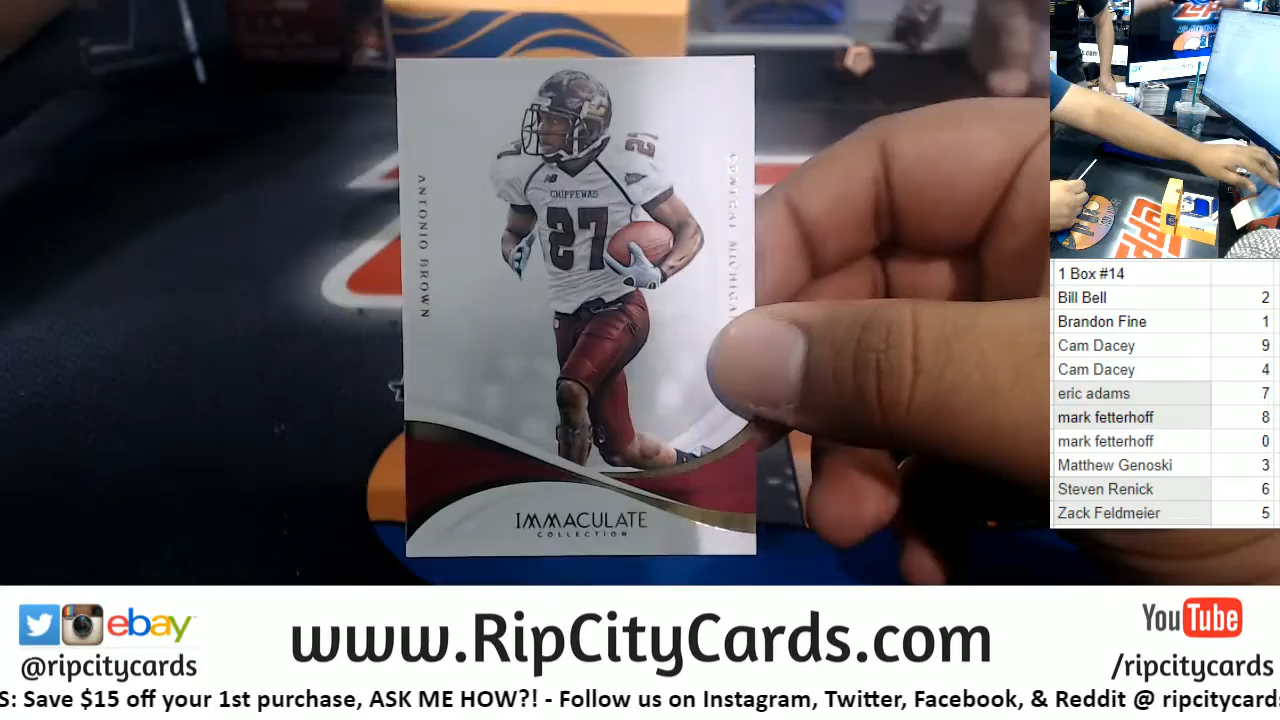 ANTONIO BROWN
CENTRAL MICHIGA
27
CHIPPEWAS
27
IMMACULATE
COLLECTION
1 Box #14
Bill Bell 2
Brandon Fine 1
Cam Dacey 9
Cam Dacey 4
eric adams 7
mark fetterhoff 8
mark fetterhoff 0
Matthew Genoski 3
Steven Renick 6
Zack Feldmeier 5
ebay
@ripcitycards
www.RipCityCards.com
YouTube
/ripcitycards
S: Save $15 off your 1st purchase, ASK ME HOW?! - Follow us on Instagram, Twitter, Facebook, & Reddit @ ripcitycard